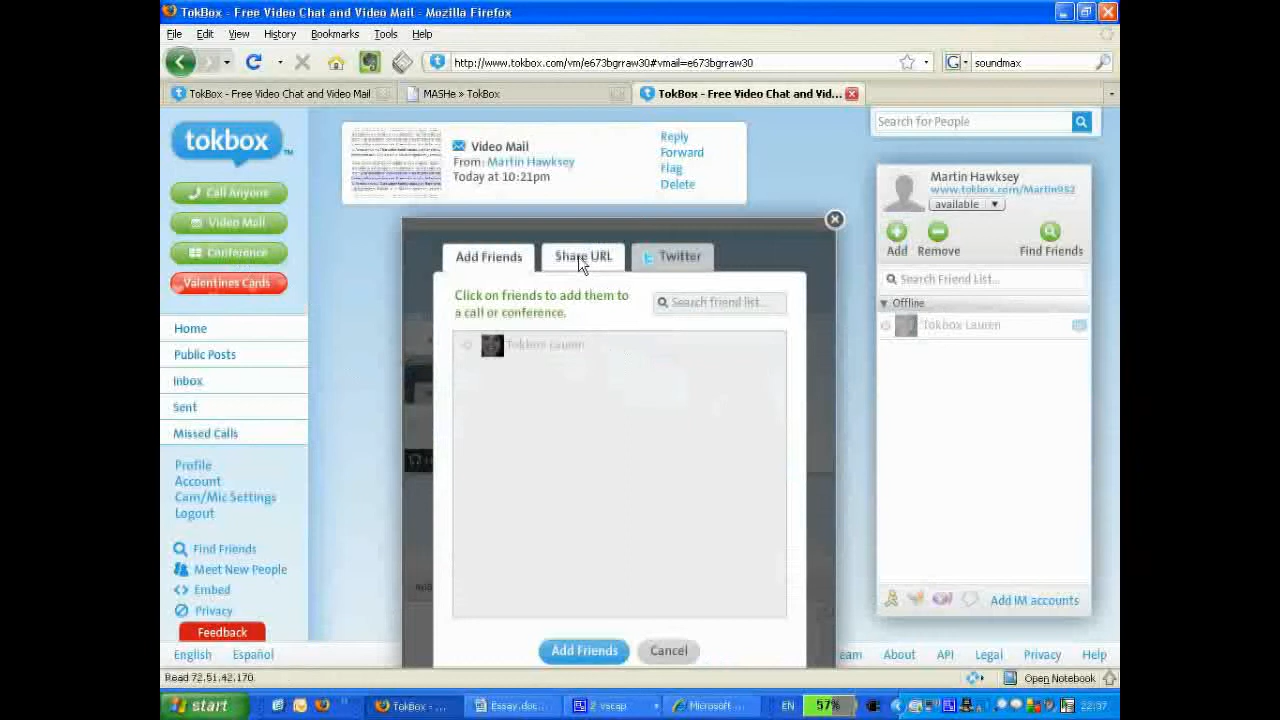 TokBox - Free Video Chat and Video Mail - Mozilla Firefox
File Edit View History Bookmarks Tools Help
http://www.tokbox.com/vm/e673bgrraw30#vmail=e673bgrraw30
soundmax
TokBox - Free Video Chat and Video Mail
MASHe » TokBox
TokBox - Free Video Chat and Vid...
tokbox™
Call Anyone
Video Mail
Conference
Valentines Cards
Home
Public Posts
Inbox
Sent
Missed Calls
Profile
Account
Cam/Mic Settings
Logout
Find Friends
Meet New People
Embed
Privacy
Feedback
English Español
Video Mail
From: Martin Hawksey
Today at 10:21pm
Reply
Forward
Flag
Delete
Add Friends
Share URL
Twitter
Click on friends to add them to
a call or conference.
Search friend list...
Tokbox Lauren
Add Friends
Cancel
Search for People
Martin Hawksey
www.tokbox.com/Martin952
available
Add Remove Find Friends
Search Friend List...
Offline
Tokbox Lauren
Add IM accounts
About API Legal Privacy Help
Read 72.51.42.170
Open Notebook
start
TokBox - ...
Essay.doc...
2 vscap
Microsoft ...
EN
57%
22:37